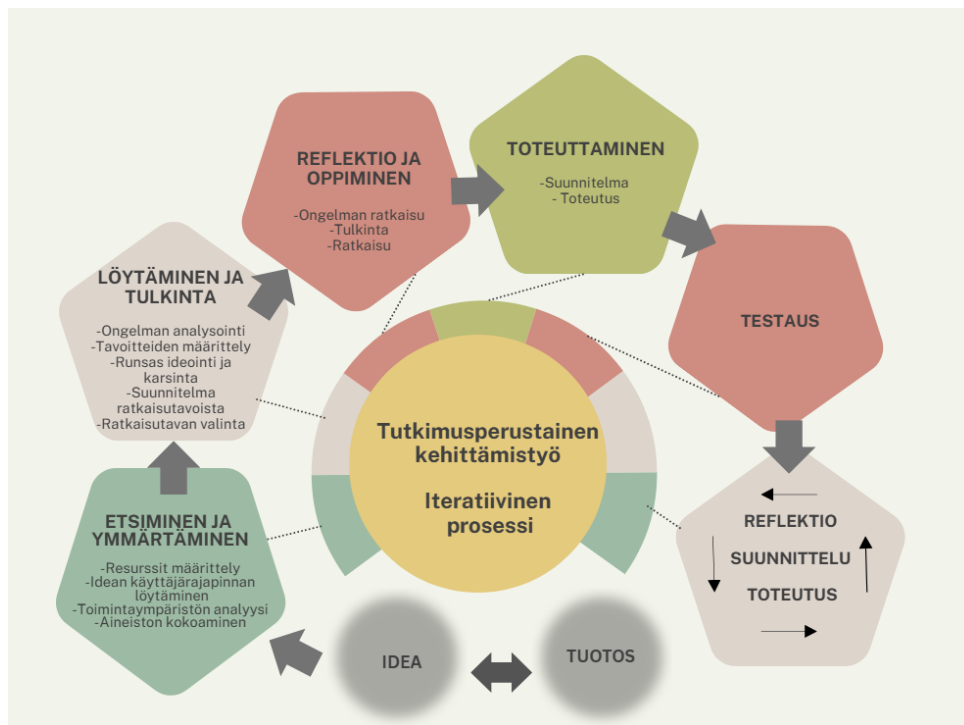 TOTEUTTAMINEN
-Suunnitelma
- Toteutus
REFLEKTIO JA
OPPIMINEN
-Ongelman ratkaisu
-Tulkinta
-Ratkaisu
LÖYTÄMINEN JA
TULKINTA
-Ongelman analysointi
-Tavoitteiden määrittely
-Runsas ideointi ja
karsinta
-Suunnitelma
ratkaisutavoista
-Ratkaisutavan valinta
TESTAUS
Tutkimusperustainen
kehittämistyö
Iteratiivinen
prosessi
ETSIMINEN JA
YMMÄRTÄMINEN
-Resurssit määrittely
-Idean käyttäjärajapinnan
löytäminen
-Toimintaympäristön analyysi
-Aineiston kokoaminen
REFLEKTIO
SUUNNITTELU
TOTEUTUS
IDEA
TUOTOS